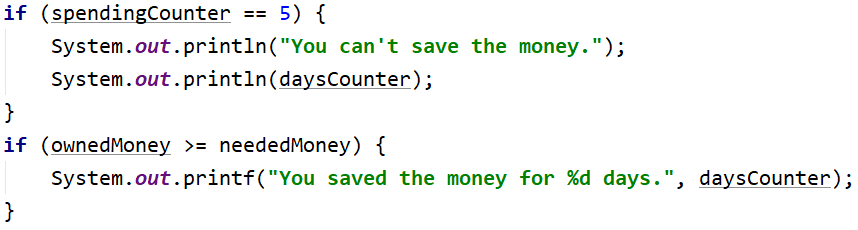 if (spendingCounter == 5) {
    System.out.println("You can't save the money.");
    System.out.println(daysCounter);
}
if (ownedMoney >= neededMoney) {
    System.out.printf("You saved the money for %d days.", daysCounter);
}